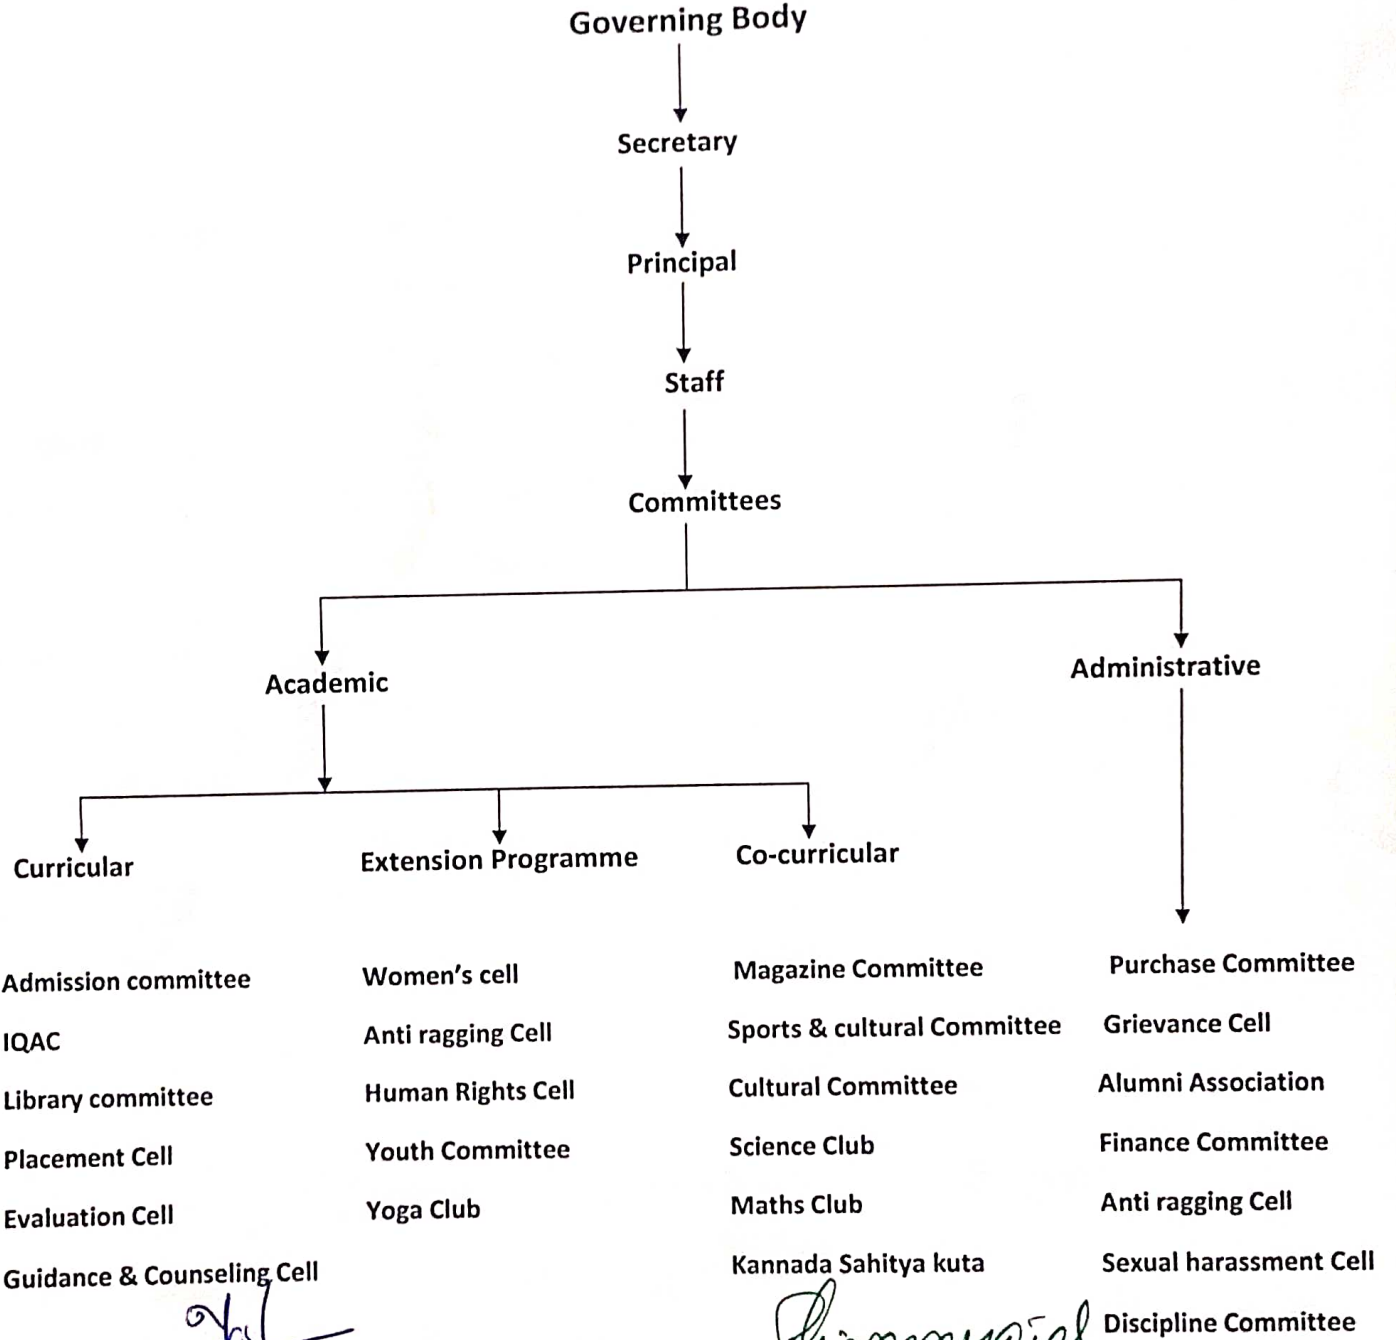 Governing Body
Secretary
Principal
Staff
Committees
Academic
Administrative
Curricular
Extension Programme
Co-curricular
Admission committee
IQAC
Library committee
Placement Cell
Evaluation Cell
Guidance & Counseling Cell
Women's cell
Anti ragging Cell
Human Rights Cell
Youth Committee
Yoga Club
Magazine Committee
Sports & cultural Committee
Cultural Committee
Science Club
Maths Club
Kannada Sahitya kuta
Purchase Committee
Grievance Cell
Alumni Association
Finance Committee
Anti ragging Cell
Sexual harassment Cell
Discipline Committee